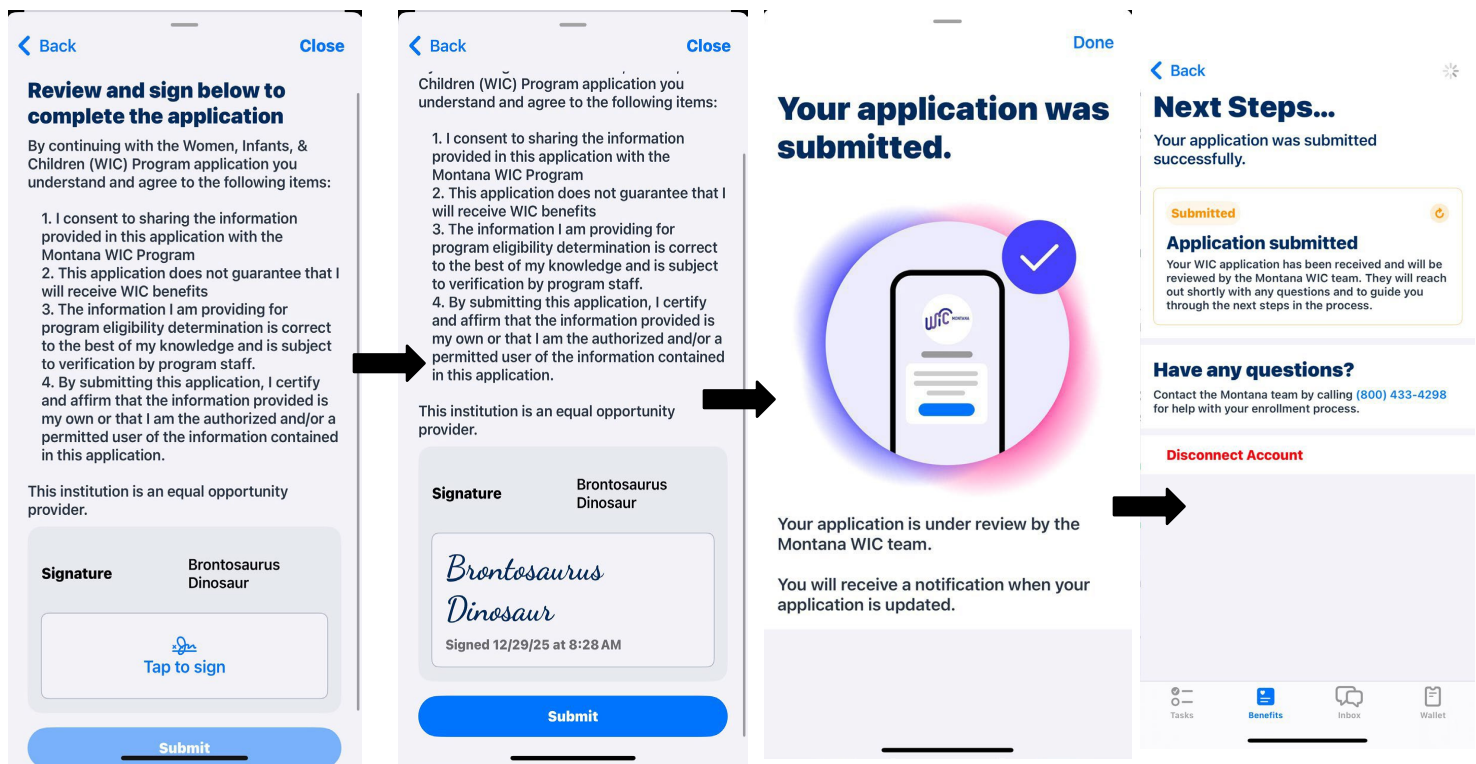 Back
Close
Review and sign below to
complete the application
By continuing with the Women, Infants, &
Children (WIC) Program application you
understand and agree to the following items:
1. I consent to sharing the information
provided in this application with the
Montana WIC Program
2. This application does not guarantee that I
will receive WIC benefits
3. The information I am providing for
program eligibility determination is correct
to the best of my knowledge and is subject
to verification by program staff.
4. By submitting this application, I certify
and affirm that the information provided is
my own or that I am the authorized and/or a
permitted user of the information contained
in this application.
This institution is an equal opportunity
provider.
Signature
Brontosaurus
Dinosaur
Tap to sign
Submit
Back
Close
Children (WIC) Program application you
understand and agree to the following items:
1. I consent to sharing the information
provided in this application with the
Montana WIC Program
2. This application does not guarantee that I
will receive WIC benefits
3. The information I am providing for
program eligibility determination is correct
to the best of my knowledge and is subject
to verification by program staff.
4. By submitting this application, I certify
and affirm that the information provided is
my own or that I am the authorized and/or a
permitted user of the information contained
in this application.
This institution is an equal opportunity
provider.
Signature
Brontosaurus
Dinosaur
Brontosaurus
Dinosaur
Signed 12/29/25 at 8:28 AM
Submit
Done
Your application was
submitted.
WIC MONTANA
Your application is under review by the
Montana WIC team.
You will receive a notification when your
application is updated.
Back
Next Steps...
Your application was submitted
successfully.
Submitted
Application submitted
Your WIC application has been received and will be
reviewed by the Montana WIC team. They will reach
out shortly with any questions and to guide you
through the next steps in the process.
Have any questions?
Contact the Montana team by calling (800) 433-4298
for help with your enrollment process.
Disconnect Account
Tasks
Benefits
Inbox
Wallet